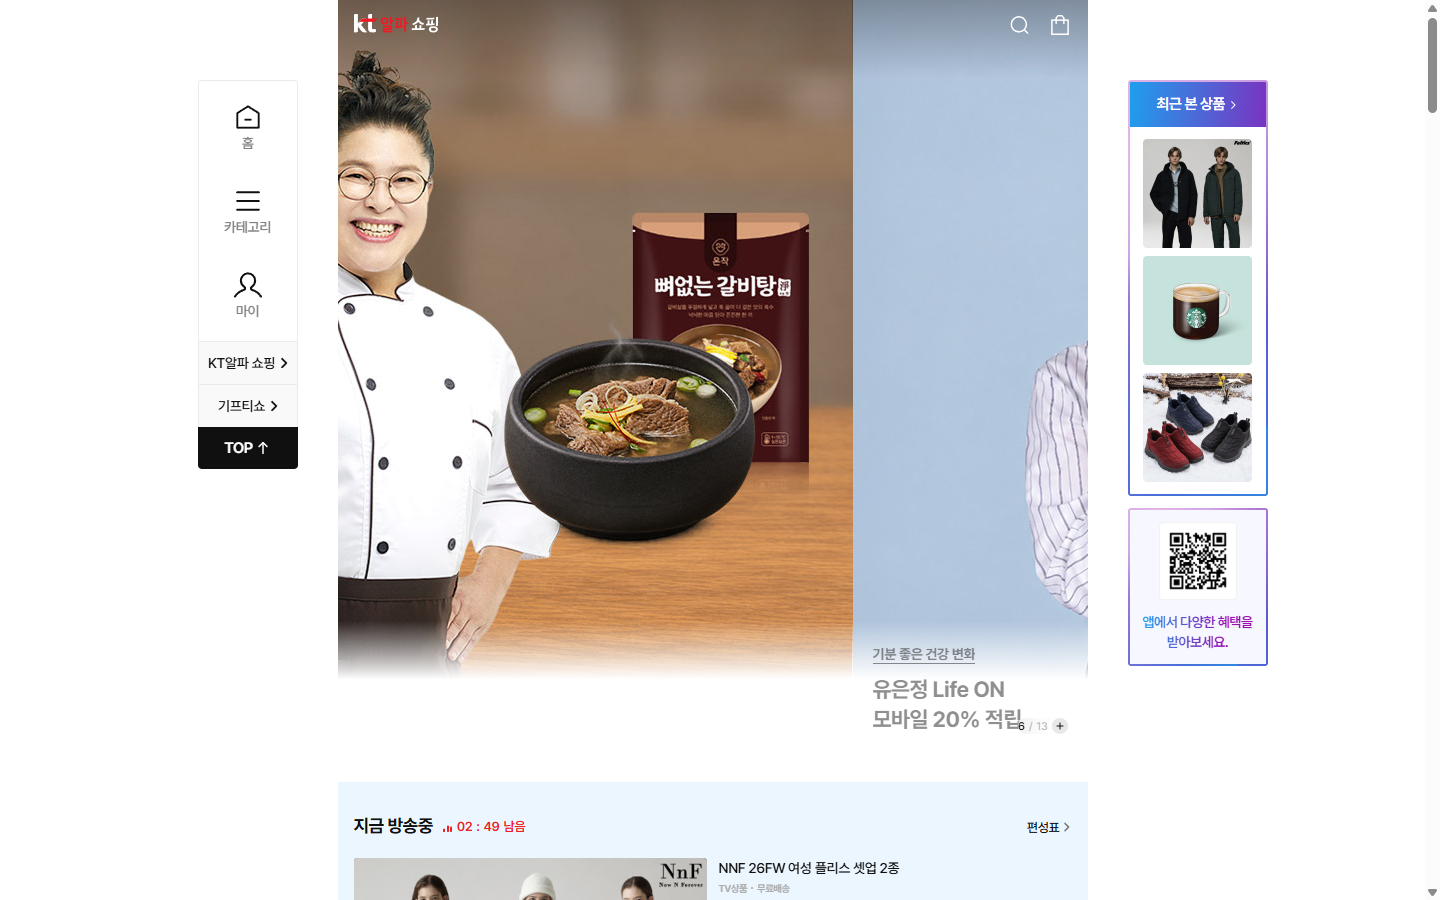 kt 알파 쇼핑
홈
카테고리
마이
KT알파 쇼핑
기프티쇼
TOP ↑
온작
뼈없는 갈비탕
기분 좋은 건강 변화
유은정 Life ON
모바일 20% 적립
6 / 13 +
최근 본 상품
앱에서 다양한 혜택을
받아보세요.
지금 방송중 02 : 49 남음
편성표
NnF
Now N Forever
NNF 26FW 여성 플리스 셋업 2종
TV상품 · 무료배송